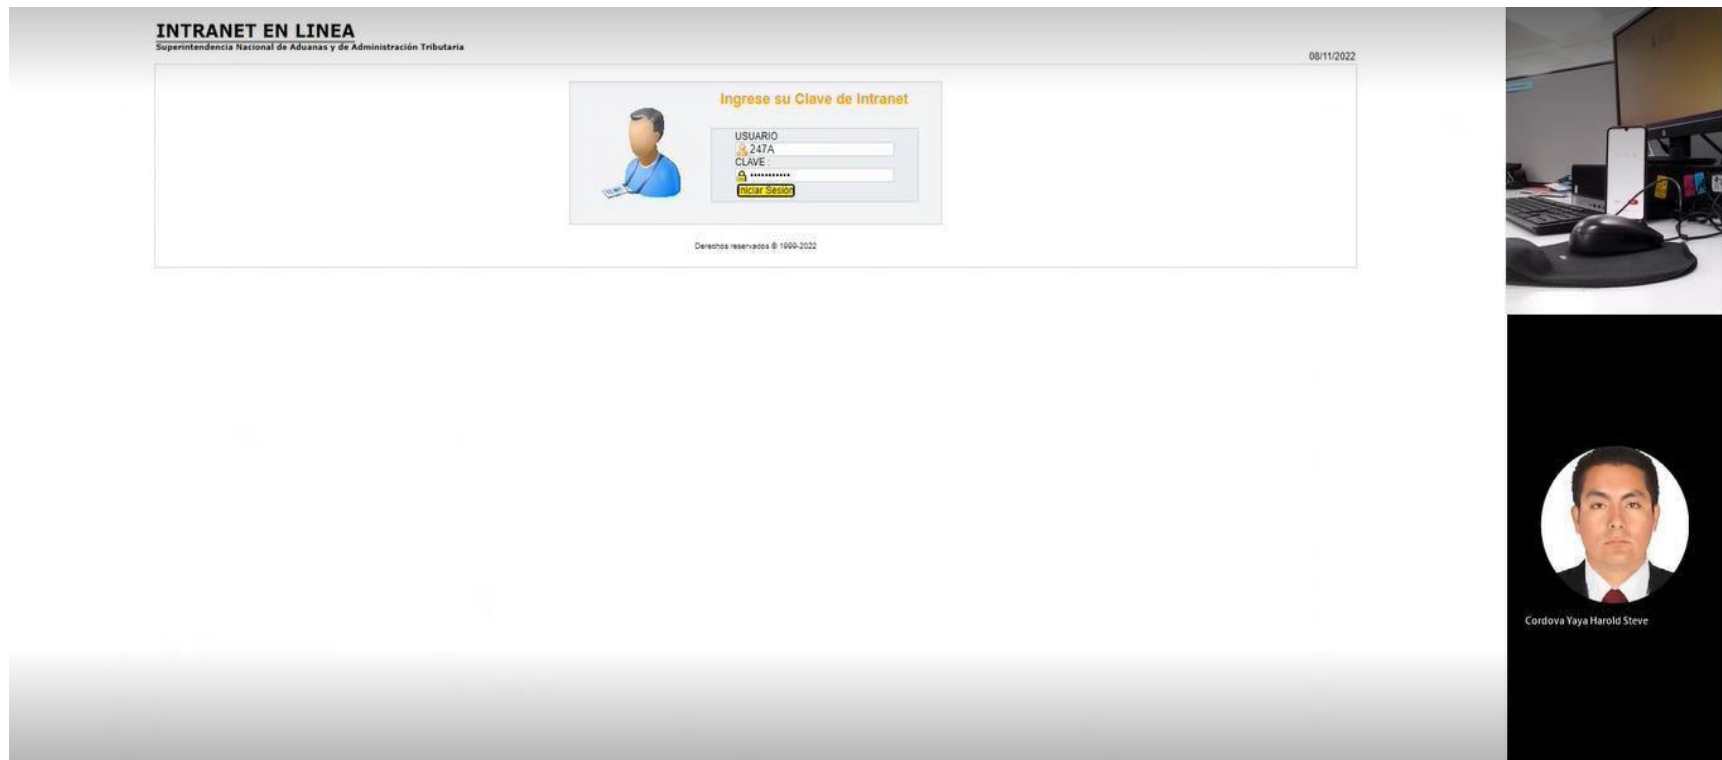 INTRANET EN LINEA
Superintendencia Nacional de Aduanas y de Administración Tributaria
08/11/2022
Ingrese su Clave de Intranet
USUARIO
247A
CLAVE :
•••••••••••
Iniciar Sesión
Derechos reservados © 1999-2022
Cordova Yaya Harold Steve